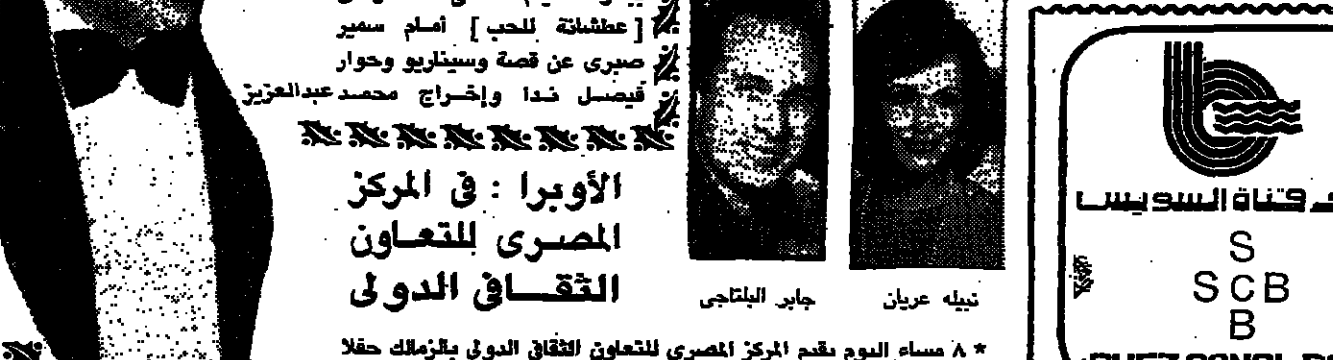 [ عطشانة للحب ] أمام سمير
صبرى عن قصة وسيناريو وحوار
فيصل ندا وإخراج محمد عبدالعزيز
الأوبرا : فى المركز
المصرى للتعاون
الثقافى الدولى
جابر البلتاجى
نبيله عريان
* ٨ مساء اليوم يقدم المركز المصرى للتعاون الثقافى الدولى بالزمالك حفلا
قناة السويس
S
SCB
B